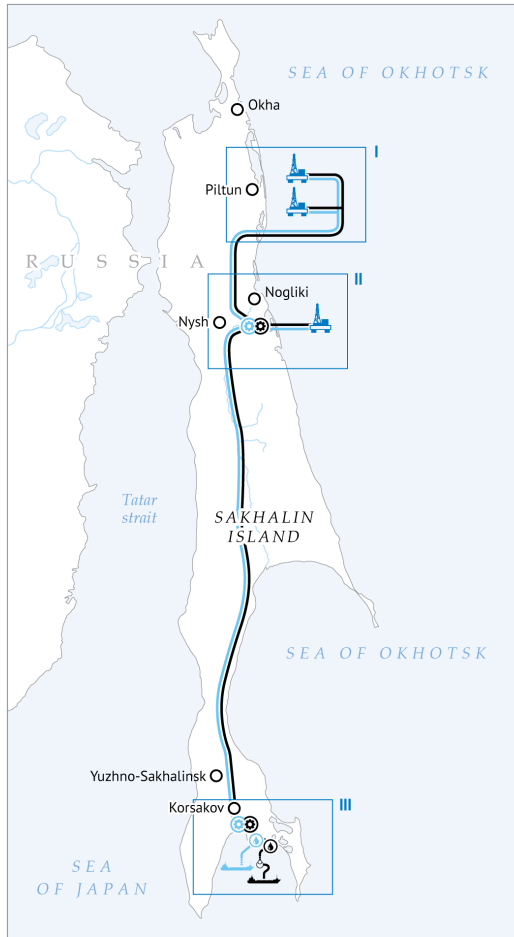 SEA OF OKHOTSK
Okha
I
Piltun
RUSSIA
II
Nogliki
Nysh
Tatar
strait
SAKHALIN
ISLAND
SEA OF OKHOTSK
Yuzhno-Sakhalinsk
Korsakov
III
SEA
OF JAPAN